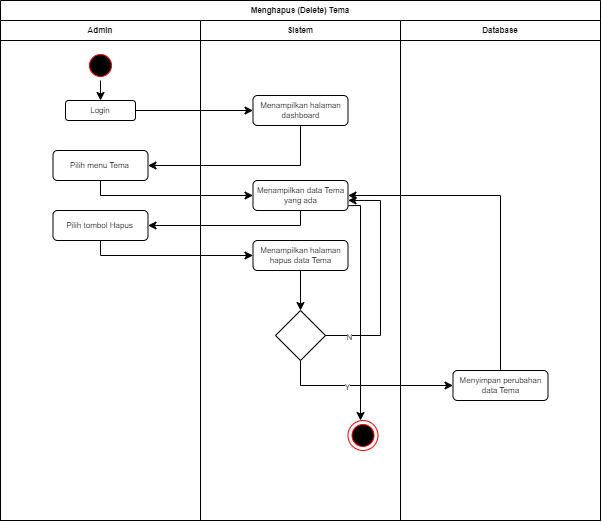 Menghapus (Delete) Tema
Admin
Sistem
Database
Login
Menampilkan halaman
dashboard
Pilih menu Tema
Menampilkan data Tema
yang ada
Pilih tombol Hapus
Menampilkan halaman
hapus data Tema
N
Y
Menyimpan perubahan
data Tema